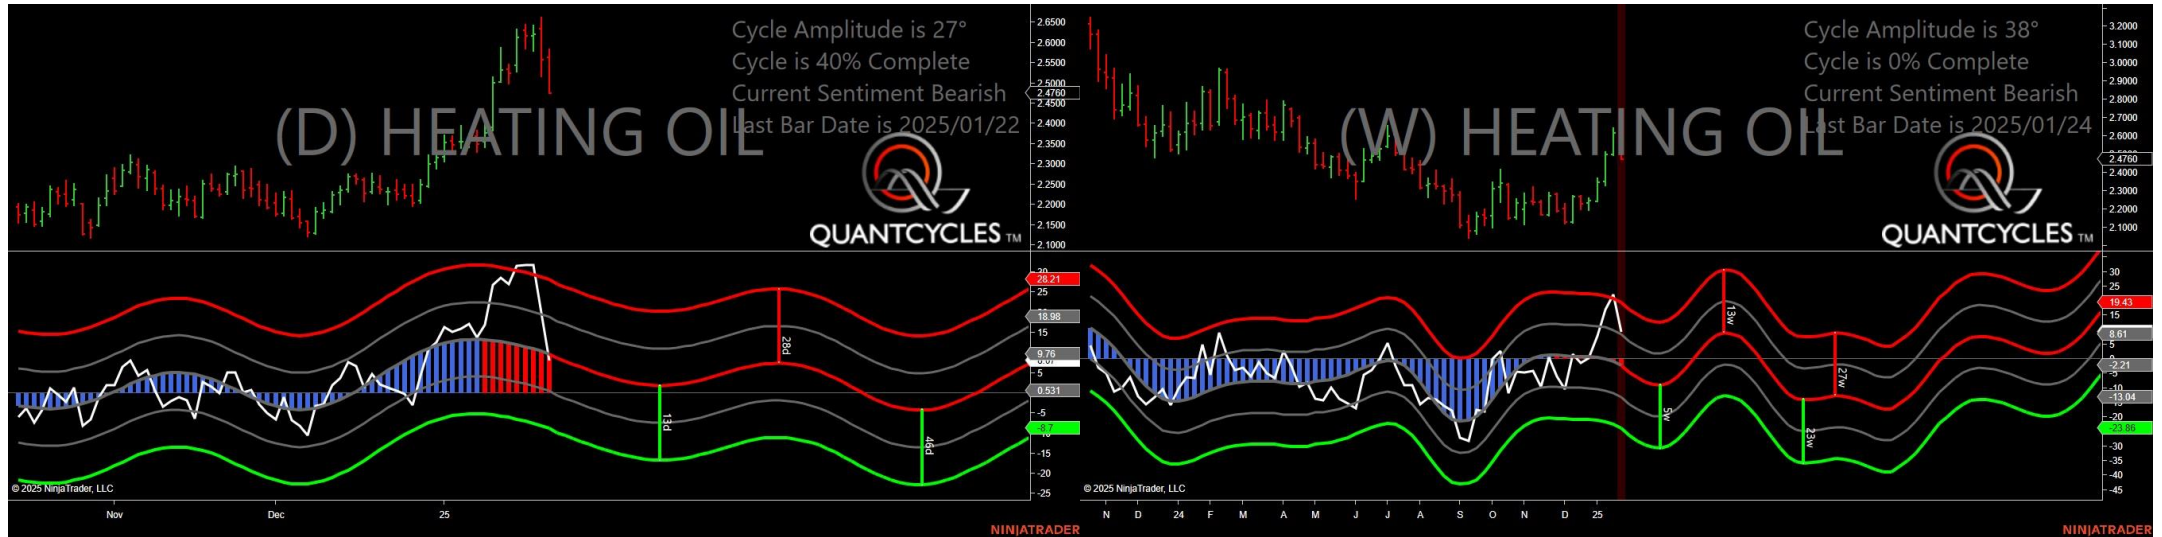 Cycle Amplitude is 27°
Cycle is 40% Complete
Current Sentiment Bearish
Last Bar Date is 2025/01/22
(D) HEATING OIL
QUANTCYCLES TM
2.6500
2.6000
2.5500
2.5000
2.4760
2.4500
2.4000
2.3500
2.3000
2.2500
2.2000
2.1500
2.1000
30
28.21
25
18.98
15
9.76
5
0.531
-5
-8.7
-15
-20
-25
28d
13d
46d
© 2025 NinjaTrader, LLC
Nov
Dec
25
NINJATRADER
Cycle Amplitude is 38°
Cycle is 0% Complete
Current Sentiment Bearish
Last Bar Date is 2025/01/24
(W) HEATING OIL
QUANTCYCLES TM
3.2000
3.1000
3.0000
2.9000
2.8000
2.7000
2.6000
2.4760
2.4000
2.3000
2.2000
2.1000
30
25
19.43
15
8.61
5
-2.21
-10
-13.04
-20
-23.86
-30
-35
-40
-45
13w
27w
5w
23w
© 2025 NinjaTrader, LLC
N D 24 F M A M J J A S O N D 25
NINJATRADER